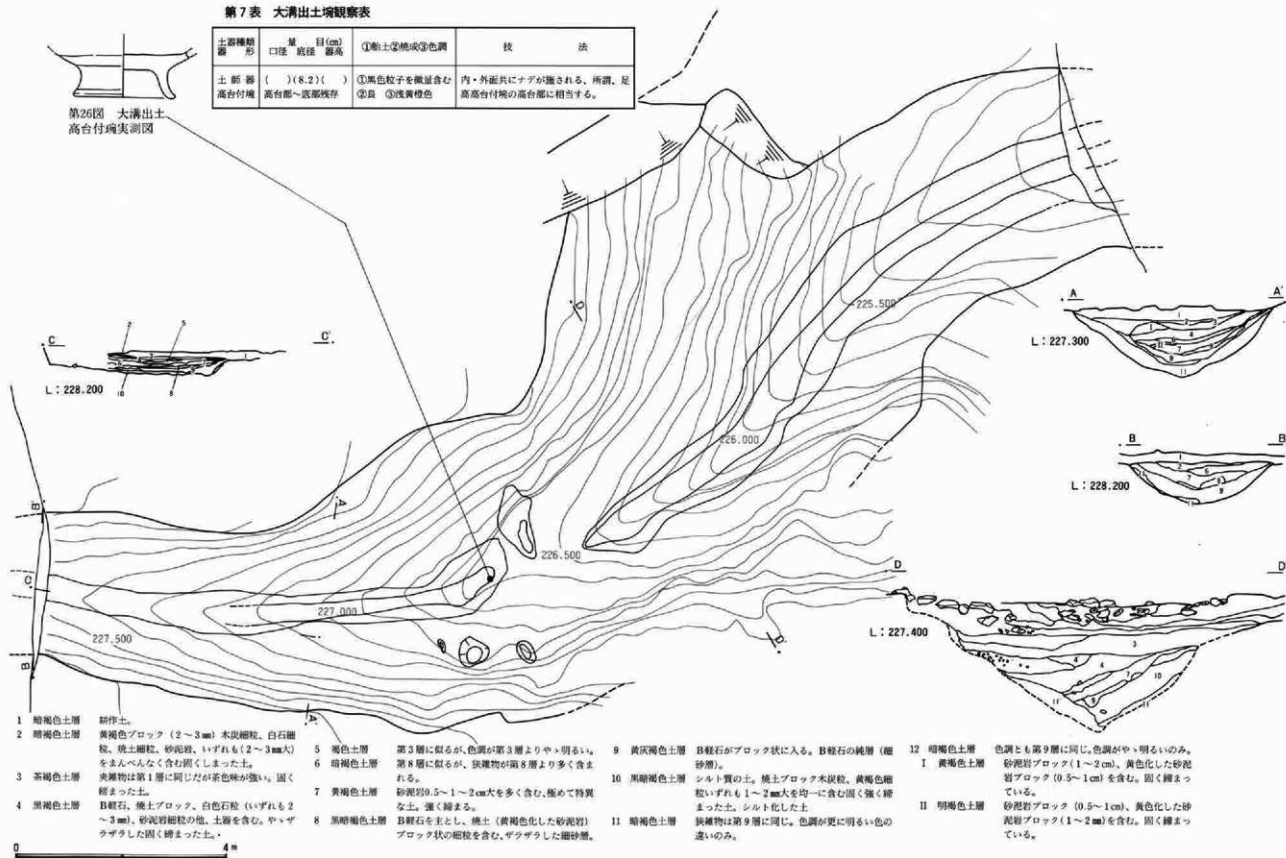 第7表 大溝出土埦観察表
土器種類 器形
量目(cm) 口径 底径 器高
①胎土②焼成③色調
技法
土師器 高台付埦
( )(8.2)( ) 高台部～底部残存
①黒色粒子を微量含む ②良 ③浅黄橙色
内・外面共にナデが施される、所謂、足
高高台付埦の高台部に相当する。
第26図 大溝出土
高台付埦実測図
C C'
2 5 1
10 8
L：228.200
A A'
L：227.300
B B'
L：228.200
D D'
L：227.400
225.500
226.000
226.500
227.000
227.500
1 暗褐色土層 耕作土。
2 暗褐色土層 黄褐色ブロック（2～3㎜）木炭細粒、白石細
粒、焼土細粒、砂泥岩、いずれも（2～3㎜大）
をまんべんなく含む固くしまった土。
3 茶褐色土層 夾雑物は第1層に同じだが茶色味が強い。固く
締まった土。
4 黒褐色土層 B軽石、焼土ブロック、白色石粒（いずれも2
～3㎜）、砂泥岩細粒の他、土器を含む。やゝザ
ラザラした固く締まった土。
5 褐色土層 第3層に似るが、色調が第3層よりやゝ明るい。
6 暗褐色土層 第8層に似るが、狭雑物が第8層より多く含ま
れる。
7 黄褐色土層 砂泥岩0.5～1～2㎝大を多く含む、極めて特異
な土。強く締まる。
8 黒暗褐色土層 B軽石を主とし、焼土（黄褐色化した砂泥岩）
ブロック状の細粒を含む、ザラザラした細砂層。
9 黄灰褐色土層 B軽石がブロック状に入る。B軽石の純層（細
砂層）。
10 黒暗褐色土層 シルト質の土。焼土ブロック木炭粒、黄褐色細
粒いずれも1～2㎜大を均一に含む固く強く締
まった土。シルト化した土
11 暗褐色土層 狭雑物は第9層に同じ。色調が更に明るい色の
違いのみ。
12 暗褐色土層 色調とも第9層に同じ。色調がやゝ明るいのみ。
I 黄褐色土層 砂泥岩ブロック（1～2㎝）、黄色化した砂泥
岩ブロック（0.5～1㎝）を含む。固く締まっ
ている。
II 明褐色土層 砂泥岩ブロック（0.5～1㎝）、黄色化した砂
泥岩ブロック（1～2㎜）を含む。固く締まっ
ている。
0 4m